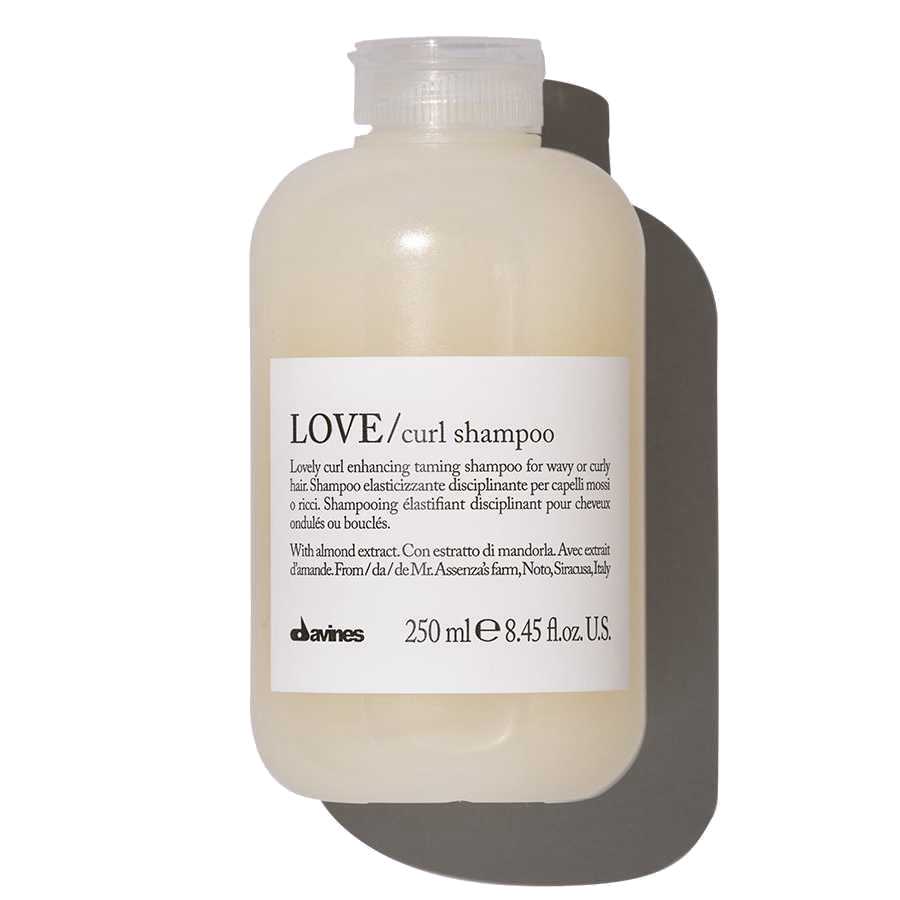 LOVE/curl shampoo
Lovely curl enhancing taming shampoo for wavy or curly
hair. Shampoo elasticizzante disciplinante per capelli mossi
o ricci. Shampooing élastifiant disciplinant pour cheveux
ondulés ou bouclés.
With almond extract. Con estratto di mandorla. Avec extrait
d'amande. From/da/de Mr. Assenza's farm, Noto, Siracusa, Italy
davines 250 ml ℮ 8.45 fl.oz. U.S.